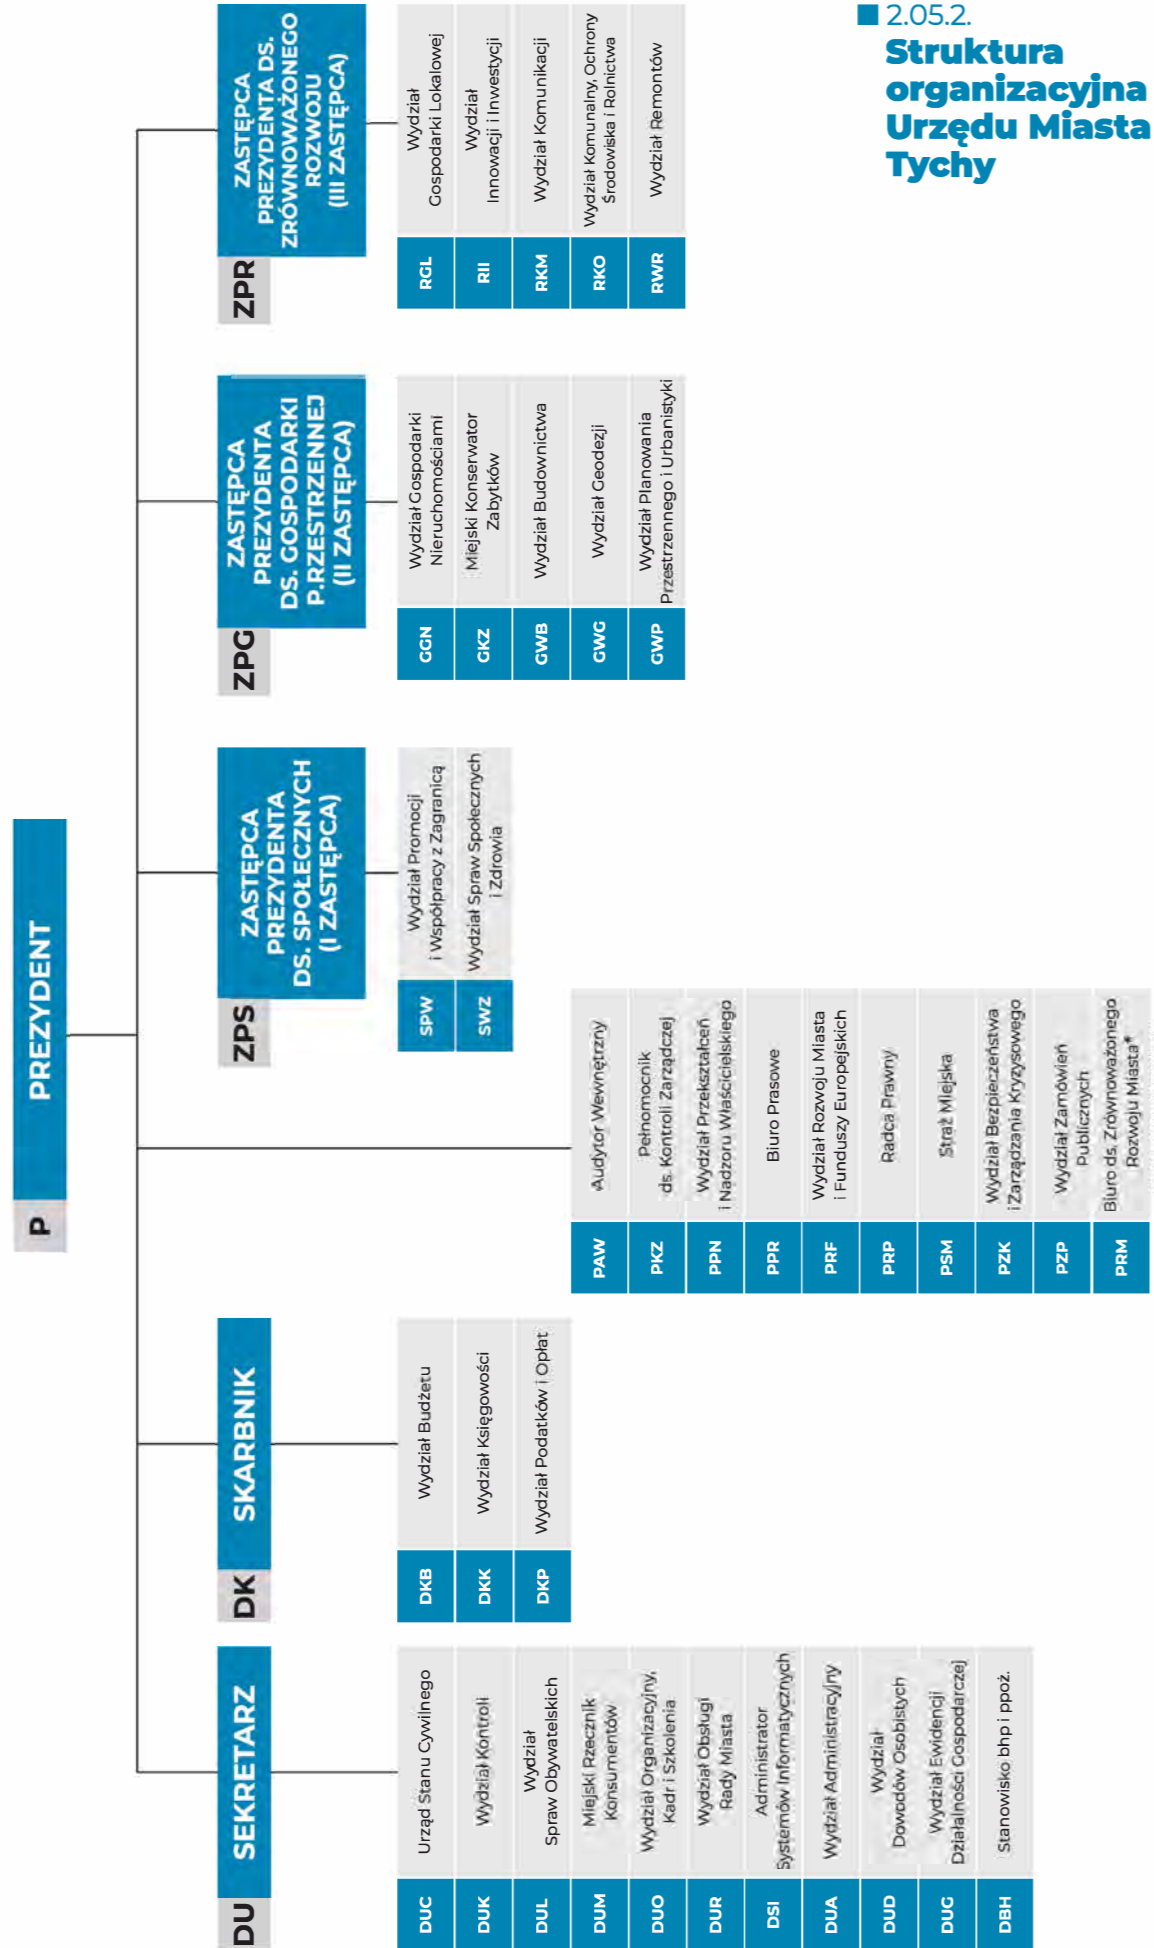 2.05.2.
Struktura
organizacyjna
Urzędu Miasta
Tychy
P
PREZYDENT
DU
SEKRETARZ
DUC
Urząd Stanu Cywilnego
DUK
Wydział Kontroli
DUL
Wydział
Spraw Obywatelskich
DUM
Miejski Rzecznik
Konsumentów
DUO
Wydział Organizacyjny,
Kadr i Szkolenia
DUR
Wydział Obsługi
Rady Miasta
DSI
Administrator
Systemów Informatycznych
DUA
Wydział Administracyjny
DUD
Wydział
Dowodów Osobistych
DUG
Wydział Ewidencji
Działalności Gospodarczej
DBH
Stanowisko bhp i ppoż.
DK
SKARBNIK
DKB
Wydział Budżetu
DKK
Wydział Księgowości
DKP
Wydział Podatków i Opłat
PAW
Audytor Wewnętrzny
PKZ
Pełnomocnik
ds. Kontroli Zarządczej
PPN
Wydział Przekształceń
i Nadzoru Właścicielskiego
PPR
Biuro Prasowe
PRF
Wydział Rozwoju Miasta
i Funduszy Europejskich
PRP
Radca Prawny
PSM
Straż Miejska
PZK
Wydział Bezpieczeństwa
i Zarządzania Kryzysowego
PZP
Wydział Zamówień
Publicznych
PRM
Biuro ds. Zrównoważonego
Rozwoju Miasta*
ZPS
ZASTĘPCA
PREZYDENTA
DS. SPOŁECZNYCH
(I ZASTĘPCA)
SPW
Wydział Promocji
i Współpracy z Zagranicą
SWZ
Wydział Spraw Społecznych
i Zdrowia
ZPG
ZASTĘPCA
PREZYDENTA
DS. GOSPODARKI
P.RZESTRZENNEJ
(II ZASTĘPCA)
GGN
Wydział Gospodarki
Nieruchomościami
GKZ
Miejski Konserwator
Zabytków
GWB
Wydział Budownictwa
GWG
Wydział Geodezji
GWP
Wydział Planowania
Przestrzennego i Urbanistyki
ZPR
ZASTĘPCA
PREZYDENTA DS.
ZRÓWNOWAŻONEGO
ROZWOJU
(III ZASTĘPCA)
RGL
Wydział
Gospodarki Lokalowej
RII
Wydział
Innowacji i Inwestycji
RKM
Wydział Komunikacji
RKO
Wydział Komunalny, Ochrony
Środowiska i Rolnictwa
RWR
Wydział Remontów